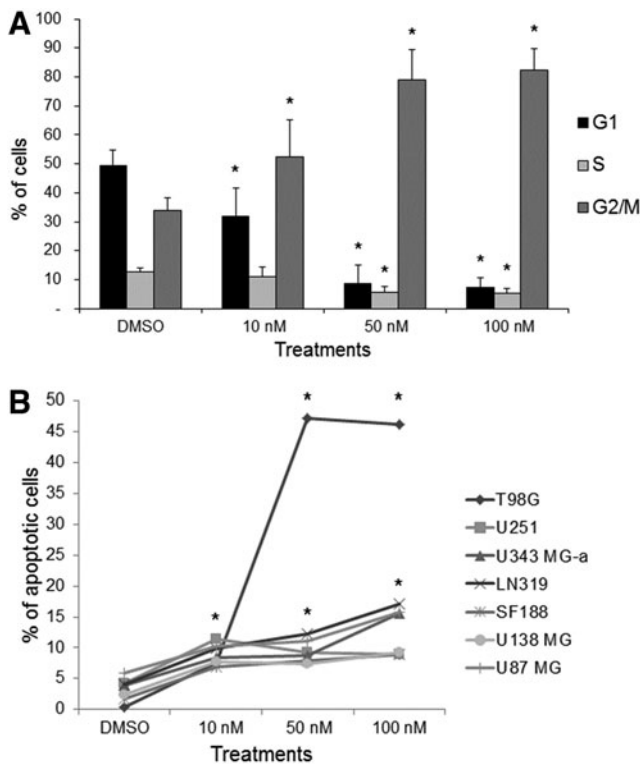 A
% of cells
100
90
80
70
60
50
40
30
20
10
-
* * * * * * * *
DMSO 10 nM 50 nM 100 nM
Treatments
G1
S
G2/M
B
% of apoptotic cells
50
45
40
35
30
25
20
15
10
5
0
* * * * *
DMSO 10 nM 50 nM 100 nM
Treatments
T98G
U251
U343 MG-a
LN319
SF188
U138 MG
U87 MG